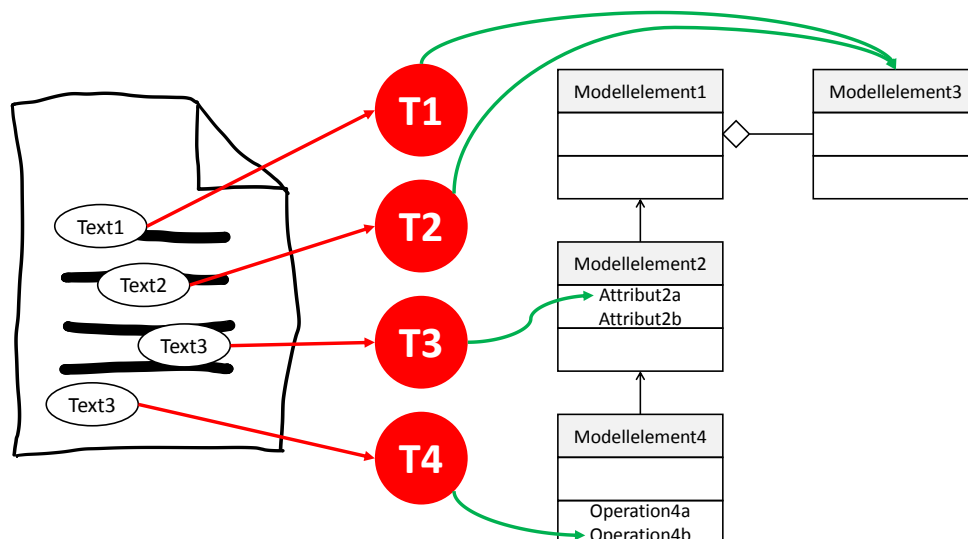 Text1
Text2
Text3
Text3
T1
T2
T3
T4
Modellelement1
Modellelement3
Modellelement2
Attribut2a
Attribut2b
Modellelement4
Operation4a
Operation4b